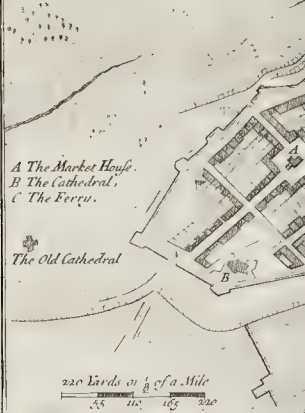 A The Market House.
B The Cathedral,
C The Ferry.
A
The Old Cathedral
B
220 Yards or 1/8 of a Mile
55 110 165 220